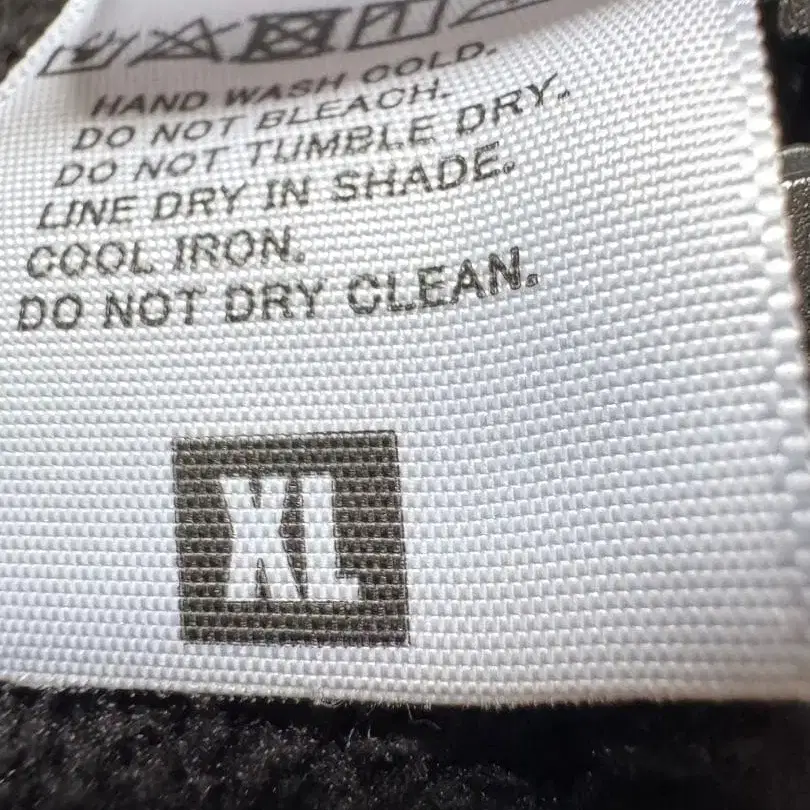 HAND WASH COLD.
DO NOT BLEACH.
DO NOT TUMBLE DRY.
LINE DRY IN SHADE.
COOL IRON.
DO NOT DRY CLEAN.
XL